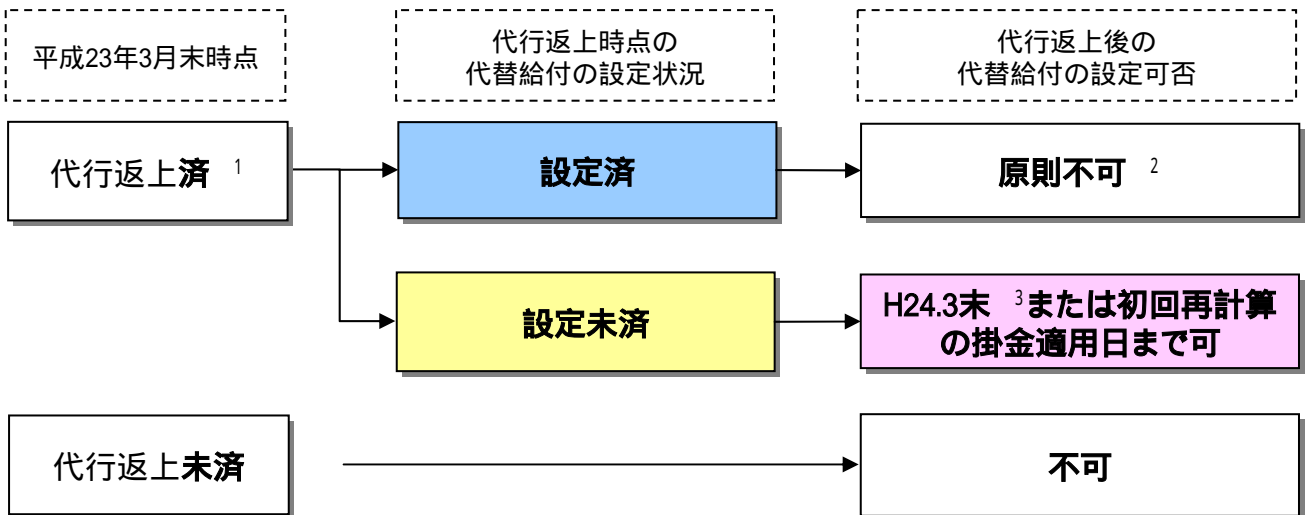 平成23年3月末時点
代行返上時点の
代替給付の設定状況
代行返上後の
代替給付の設定可否
代行返上済 1
設定済
原則不可 2
設定未済
H24.3末 3または初回再計算
の掛金適用日まで可
代行返上未済
不可